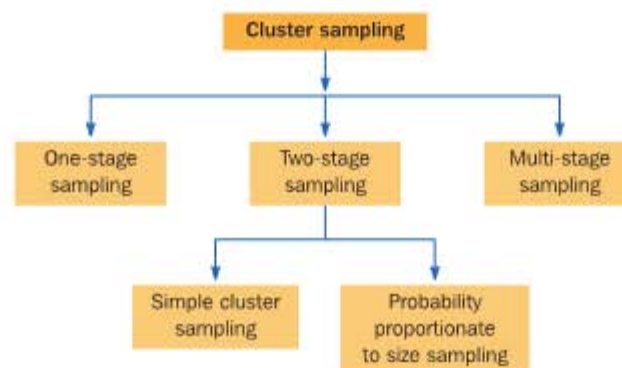 Cluster sampling
One-stage
sampling
Two-stage
sampling
Multi-stage
sampling
Simple cluster
sampling
Probability
proportionate
to size sampling